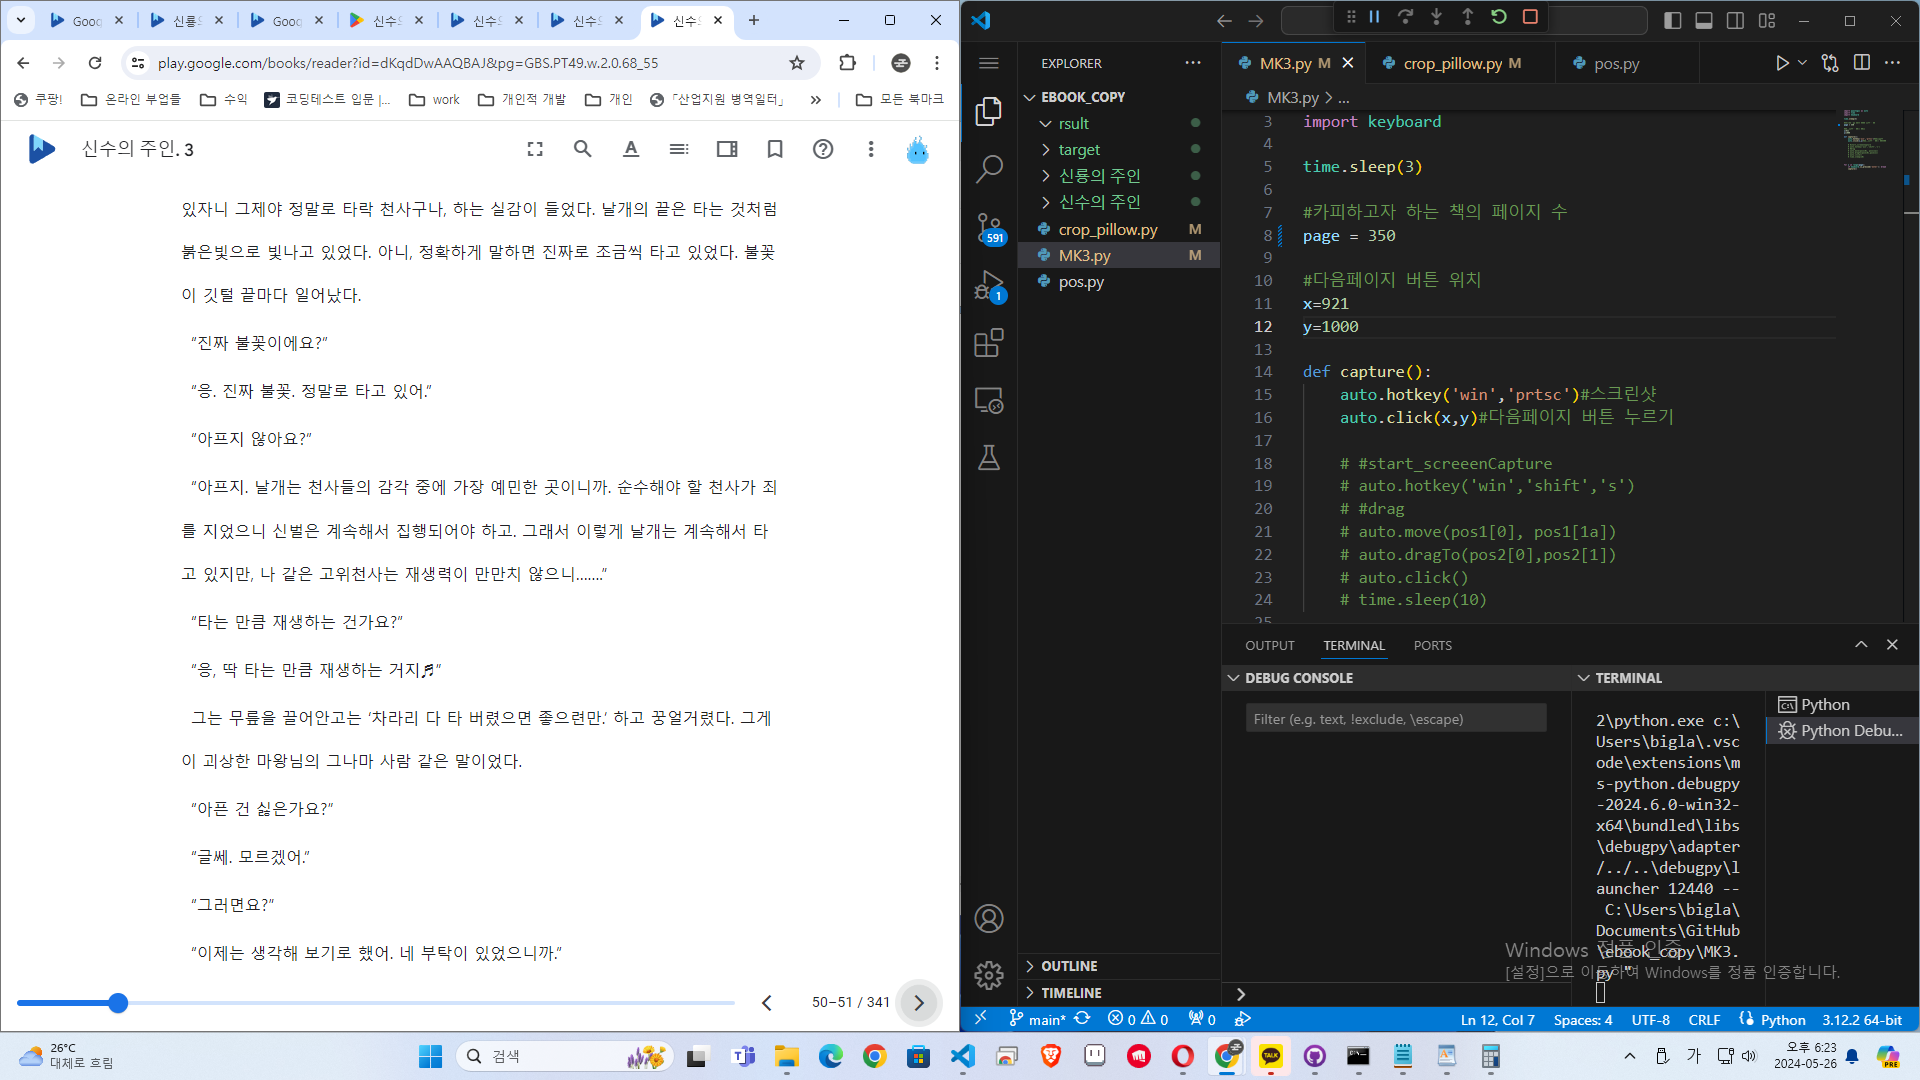 Goog
신룡의
Goog
신수의
신수의
신수의
신수의
play.google.com/books/reader?id=dKqdDwAAQBAJ&pg=GBS.PT49.w.2.0.68_55
쿠팡!
온라인 부업들
수익
코딩테스트 입문 |...
work
개인적 개발
개인
「산업지원 병역일터」
»
모든 북마크
신수의 주인. 3
있자니 그제야 정말로 타락 천사구나, 하는 실감이 들었다. 날개의 끝은 타는 것처럼
붉은빛으로 빛나고 있었다. 아니, 정확하게 말하면 진짜로 조금씩 타고 있었다. 불꽃
이 깃털 끝마다 일어났다.
“진짜 불꽃이에요?”
“응. 진짜 불꽃. 정말로 타고 있어.”
“아프지 않아요?”
“아프지. 날개는 천사들의 감각 중에 가장 예민한 곳이니까. 순수해야 할 천사가 죄
를 지었으니 신벌은 계속해서 집행되어야 하고. 그래서 이렇게 날개는 계속해서 타
고 있지만, 나 같은 고위천사는 재생력이 만만치 않으니…….”
“타는 만큼 재생하는 건가요?”
“응, 딱 타는 만큼 재생하는 거지♬”
그는 무릎을 끌어안고는 ‘차라리 다 타 버렸으면 좋으련만.’ 하고 꿍얼거렸다. 그게
이 괴상한 마왕님의 그나마 사람 같은 말이었다.
“아픈 건 싫은가요?”
“글쎄. 모르겠어.”
“그러면요?”
“이제는 생각해 보기로 했어. 네 부탁이 있었으니까.”
50–51 / 341
EXPLORER
EBOOK_COPY
rsult
target
신룡의 주인
신수의 주인
crop_pillow.py M
MK3.py M
pos.py
591
1
OUTLINE
TIMELINE
MK3.py M
crop_pillow.py M
pos.py
MK3.py > ...
3 import keyboard
4
5 time.sleep(3)
6
7 #카피하고자 하는 책의 페이지 수
8 page = 350
9
10 #다음페이지 버튼 위치
11 x=921
12 y=1000
13
14 def capture():
15 auto.hotkey('win','prtsc')#스크린샷
16 auto.click(x,y)#다음페이지 버튼 누르기
17
18 # #start_screeenCapture
19 # auto.hotkey('win','shift','s')
20 # #drag
21 # auto.move(pos1[0], pos1[1a])
22 # auto.dragTo(pos2[0],pos2[1])
23 # auto.click()
24 # time.sleep(10)
25
OUTPUT
TERMINAL
PORTS
DEBUG CONSOLE
Filter (e.g. text, !exclude, \escape)
TERMINAL
2\python.exe c:\
Users\bigla\.vsc
ode\extensions\m
s-python.debugpy
-2024.6.0-win32-
x64\bundled\libs
\debugpy\adapter
/../..\debugpy\l
auncher 12440 --
C:\Users\bigla\
Documents\GitHub
\ebook_copy\MK3.
py "
Python
Python Debu...
Windows 정품 인증
[설정]으로 이동하여 Windows를 정품 인증합니다.
main*
0
0
0
Ln 12, Col 7
Spaces: 4
UTF-8
CRLF
Python
3.12.2 64-bit
26°C
대체로 흐림
검색
TALK
가
오후 6:23
2024-05-26
PRE